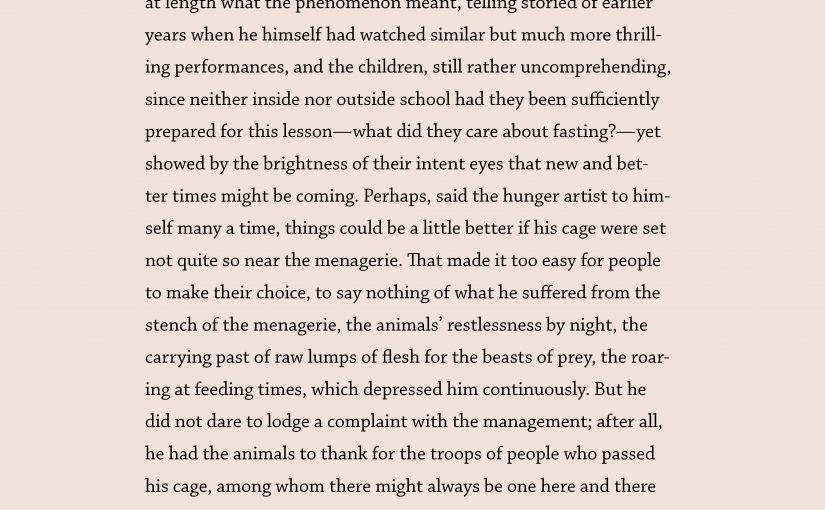 at length what the phenomenon meant, telling storied of earlier
years when he himself had watched similar but much more thrill-
ing performances, and the children, still rather uncomprehending,
since neither inside nor outside school had they been sufficiently
prepared for this lesson—what did they care about fasting?—yet
showed by the brightness of their intent eyes that new and bet-
ter times might be coming. Perhaps, said the hunger artist to him-
self many a time, things could be a little better if his cage were set
not quite so near the menagerie. That made it too easy for people
to make their choice, to say nothing of what he suffered from the
stench of the menagerie, the animals’ restlessness by night, the
carrying past of raw lumps of flesh for the beasts of prey, the roar-
ing at feeding times, which depressed him continuously. But he
did not dare to lodge a complaint with the management; after all,
he had the animals to thank for the troops of people who passed
his cage, among whom there might always be one here and there